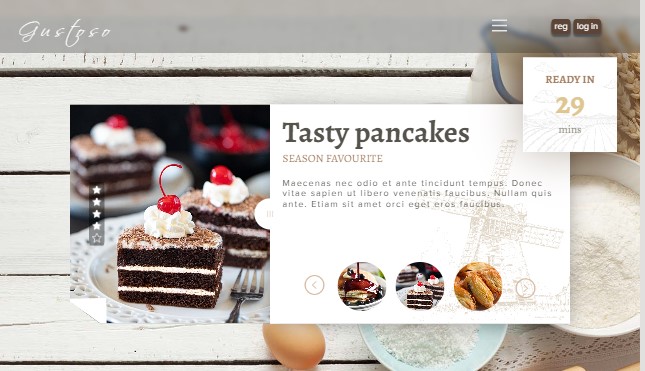 Gustoso
reg
log in
READY IN
29
mins
Tasty pancakes
SEASON FAVOURITE
Maecenas nec odio et ante tincidunt tempus. Donec
vitae sapien ut libero venenatis faucibus. Nullam quis
ante. Etiam sit amet orci eget eros faucibus.